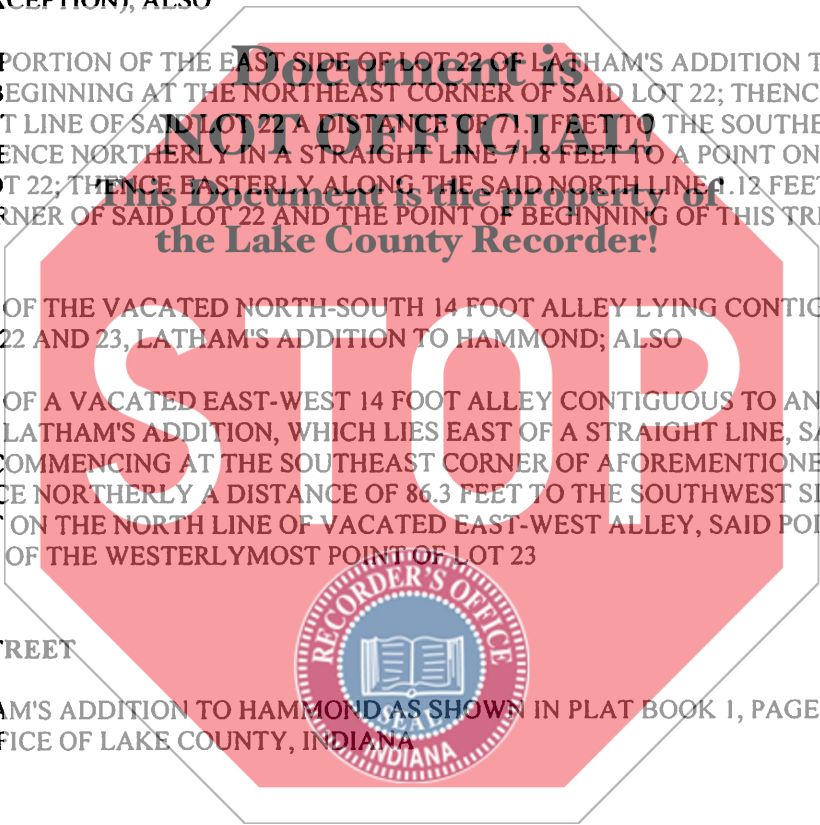 CEPTION), ALSO
PORTION OF THE EAST SIDE OF LOT 22 OF LATHAM'S ADDITION T
Document is
BEGINNING AT THE NORTHEAST CORNER OF SAID LOT 22; THENC
T LINE OF SAID LOT 22 A DISTANCE OF 71.1 FEET TO THE SOUTHE
NOT OFFICIAL!
ENCE NORTHERLY IN A STRAIGHT LINE 71.8 FEET TO A POINT ON
T 22; THENCE EASTERLY ALONG THE SAID NORTH LINE 1.12 FEET
This Document is the property of
RNER OF SAID LOT 22 AND THE POINT OF BEGINNING OF THIS
the Lake County Recorder!
OF THE VACATED NORTH-SOUTH 14 FOOT ALLEY LYING CONTIG
22 AND 23, LATHAM'S ADDITION TO HAMMOND; ALSO
STOP
OF A VACATED EAST-WEST 14 FOOT ALLEY CONTIGUOUS TO AN
LATHAM'S ADDITION, WHICH LIES EAST OF A STRAIGHT LINE, SA
COMMENCING AT THE SOUTHEAST CORNER OF AFOREMENTIONE
CE NORTHERLY A DISTANCE OF 86.3 FEET TO THE SOUTHWEST SI
ON THE NORTH LINE OF VACATED EAST-WEST ALLEY, SAID POI
OF THE WESTERLYMOST POINT OF LOT 23
RECORDER'S OFFICE
TREET
AM'S ADDITION TO HAMMOND AS SHOWN IN PLAT BOOK 1, PAGE
SEAL
FICE OF LAKE COUNTY, INDIANA
INDIANA